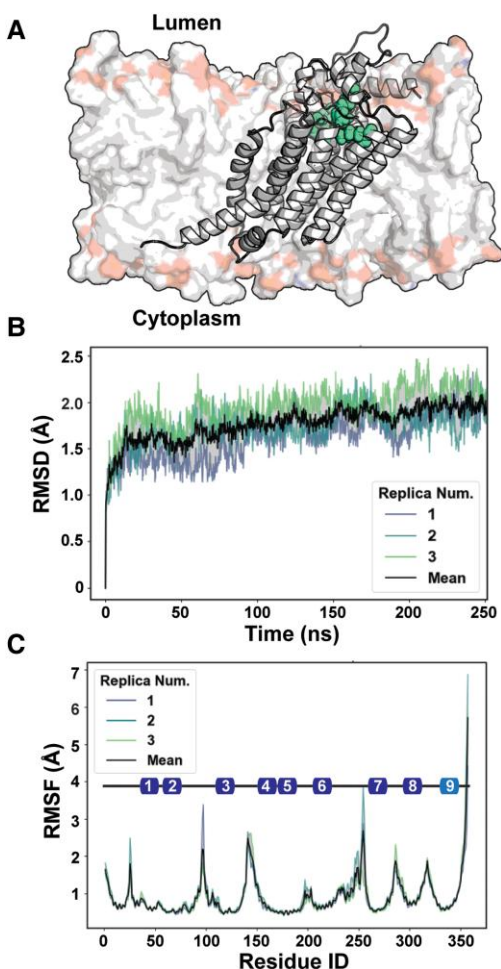 A
Lumen
Cytoplasm
B
RMSD (Å)
2.5
2.0
1.5
1.0
0.5
0
Replica Num.
1
2
3
Mean
0 50 100 150 200 250
Time (ns)
C
RMSF (Å)
7
6
5
4
3
2
1
Replica Num.
1
2
3
Mean
1 2 3 4 5 6 7 8 9
0 50 100 150 200 250 300 350
Residue ID